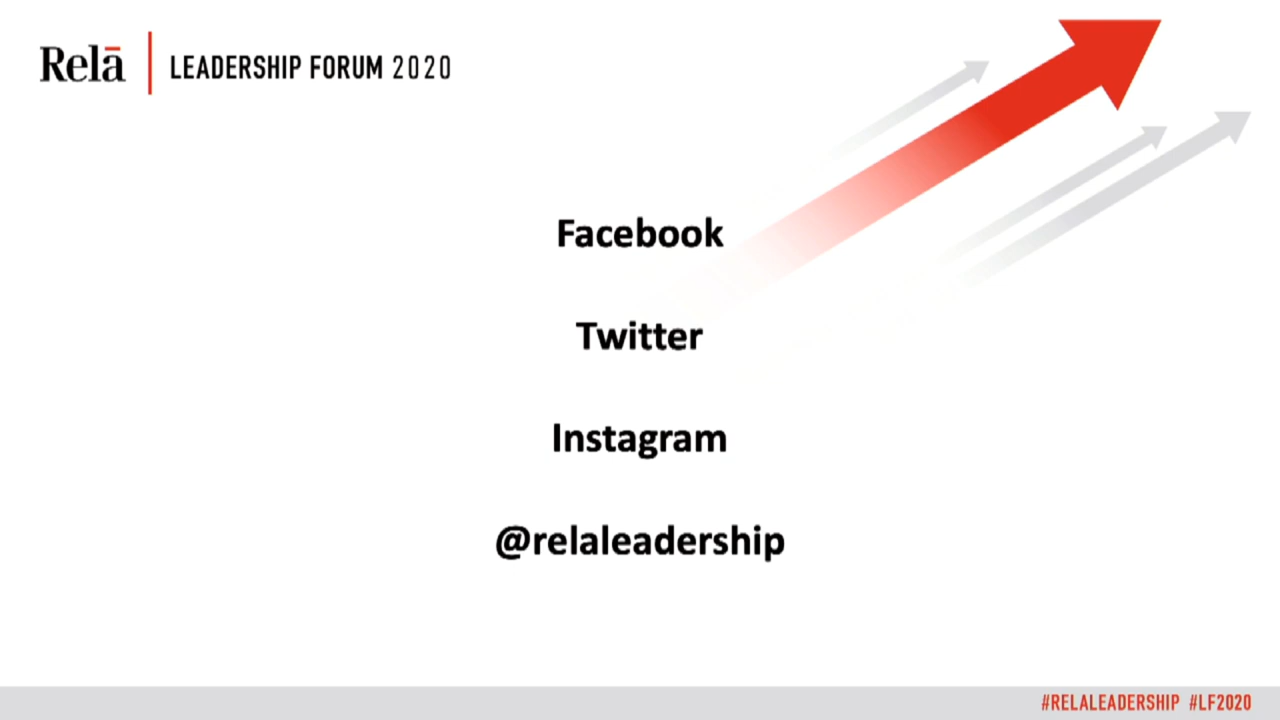 Relā
LEADERSHIP FORUM 2020
Facebook
Twitter
Instagram
@relaleadership
#RELALEADERSHIP #LF2020